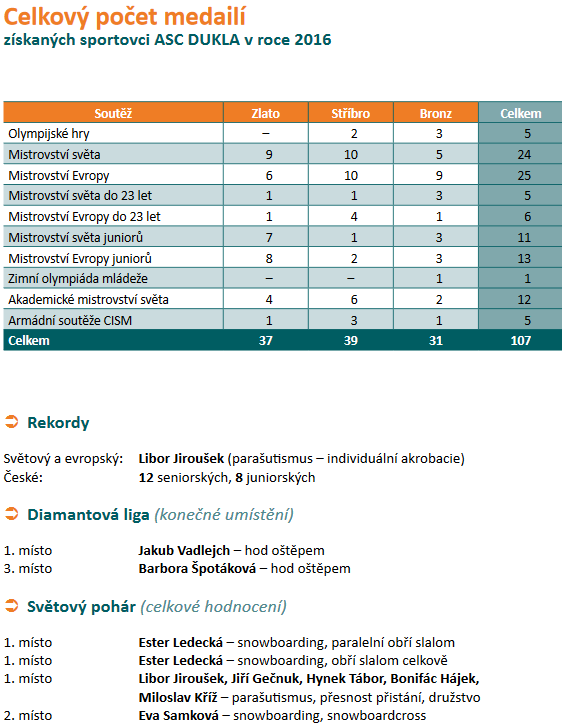 Celkový počet medailí
získaných sportovci ASC DUKLA v roce 2016
Soutěž Zlato Stříbro Bronz Celkem
Olympijské hry – 2 3 5
Mistrovství světa 9 10 5 24
Mistrovství Evropy 6 10 9 25
Mistrovství světa do 23 let 1 1 3 5
Mistrovství Evropy do 23 let 1 4 1 6
Mistrovství světa juniorů 7 1 3 11
Mistrovství Evropy juniorů 8 2 3 13
Zimní olympiáda mládeže – – 1 1
Akademické mistrovství světa 4 6 2 12
Armádní soutěže CISM 1 3 1 5
Celkem 37 39 31 107
Rekordy
Světový a evropský: Libor Jiroušek (parašutismus – individuální akrobacie)
České: 12 seniorských, 8 juniorských
Diamantová liga (konečné umístění)
1. místo Jakub Vadlejch – hod oštěpem
3. místo Barbora Špotáková – hod oštěpem
Světový pohár (celkové hodnocení)
1. místo Ester Ledecká – snowboarding, paralelní obří slalom
1. místo Ester Ledecká – snowboarding, obří slalom celkově
1. místo Libor Jiroušek, Jiří Gečnuk, Hynek Tábor, Bonifác Hájek,
Miloslav Kříž – parašutismus, přesnost přistání, družstvo
2. místo Eva Samková – snowboarding, snowboardcross